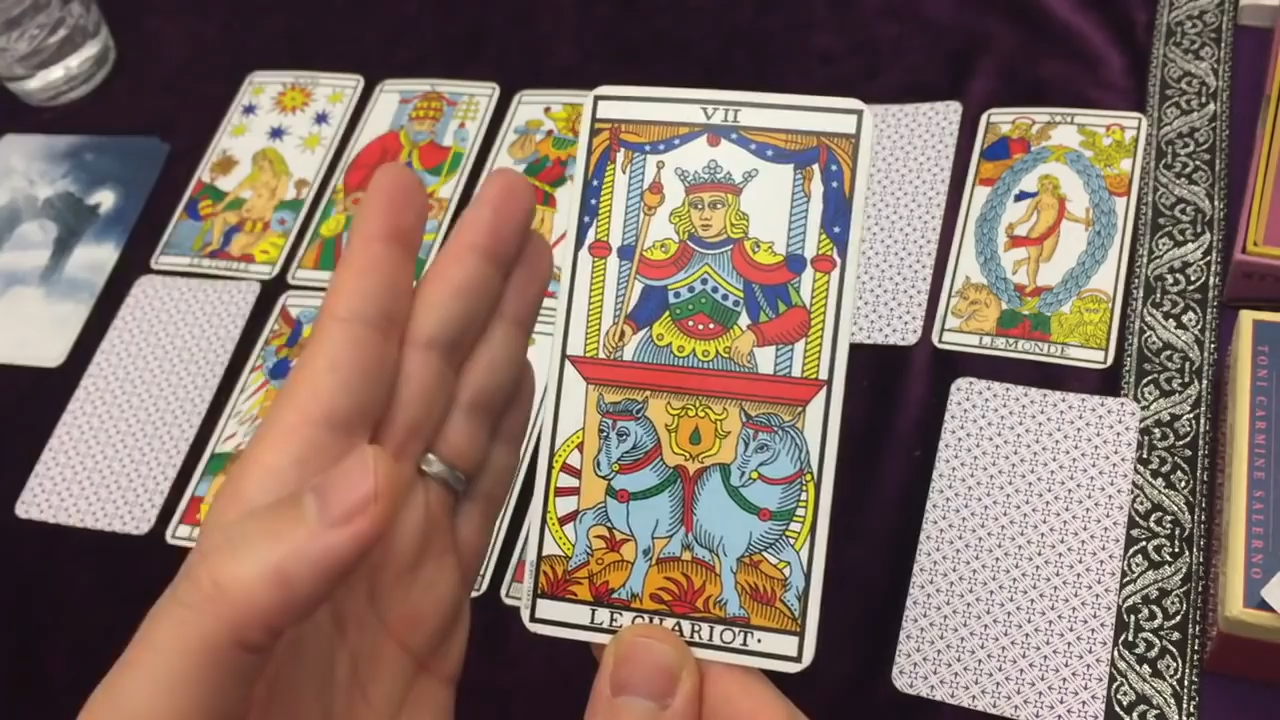 VII
LE CHARIOT·
XXI
LE·MONDE
TONI CARMINE SALERNO